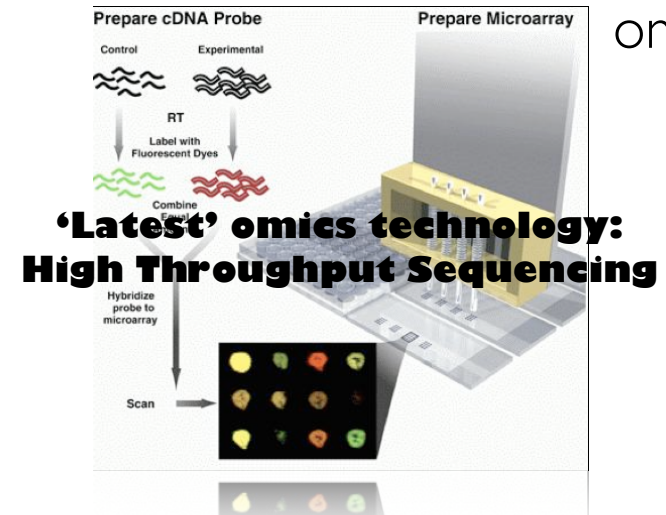 Prepare cDNA Probe
Prepare Microarray
on
Control
Experimental
RT
Label with
Fluorescent Dyes
Combine
Equal
‘Latest’ omics technology:
High Throughput Sequencing
Hybridize
probe to
microarray
Scan